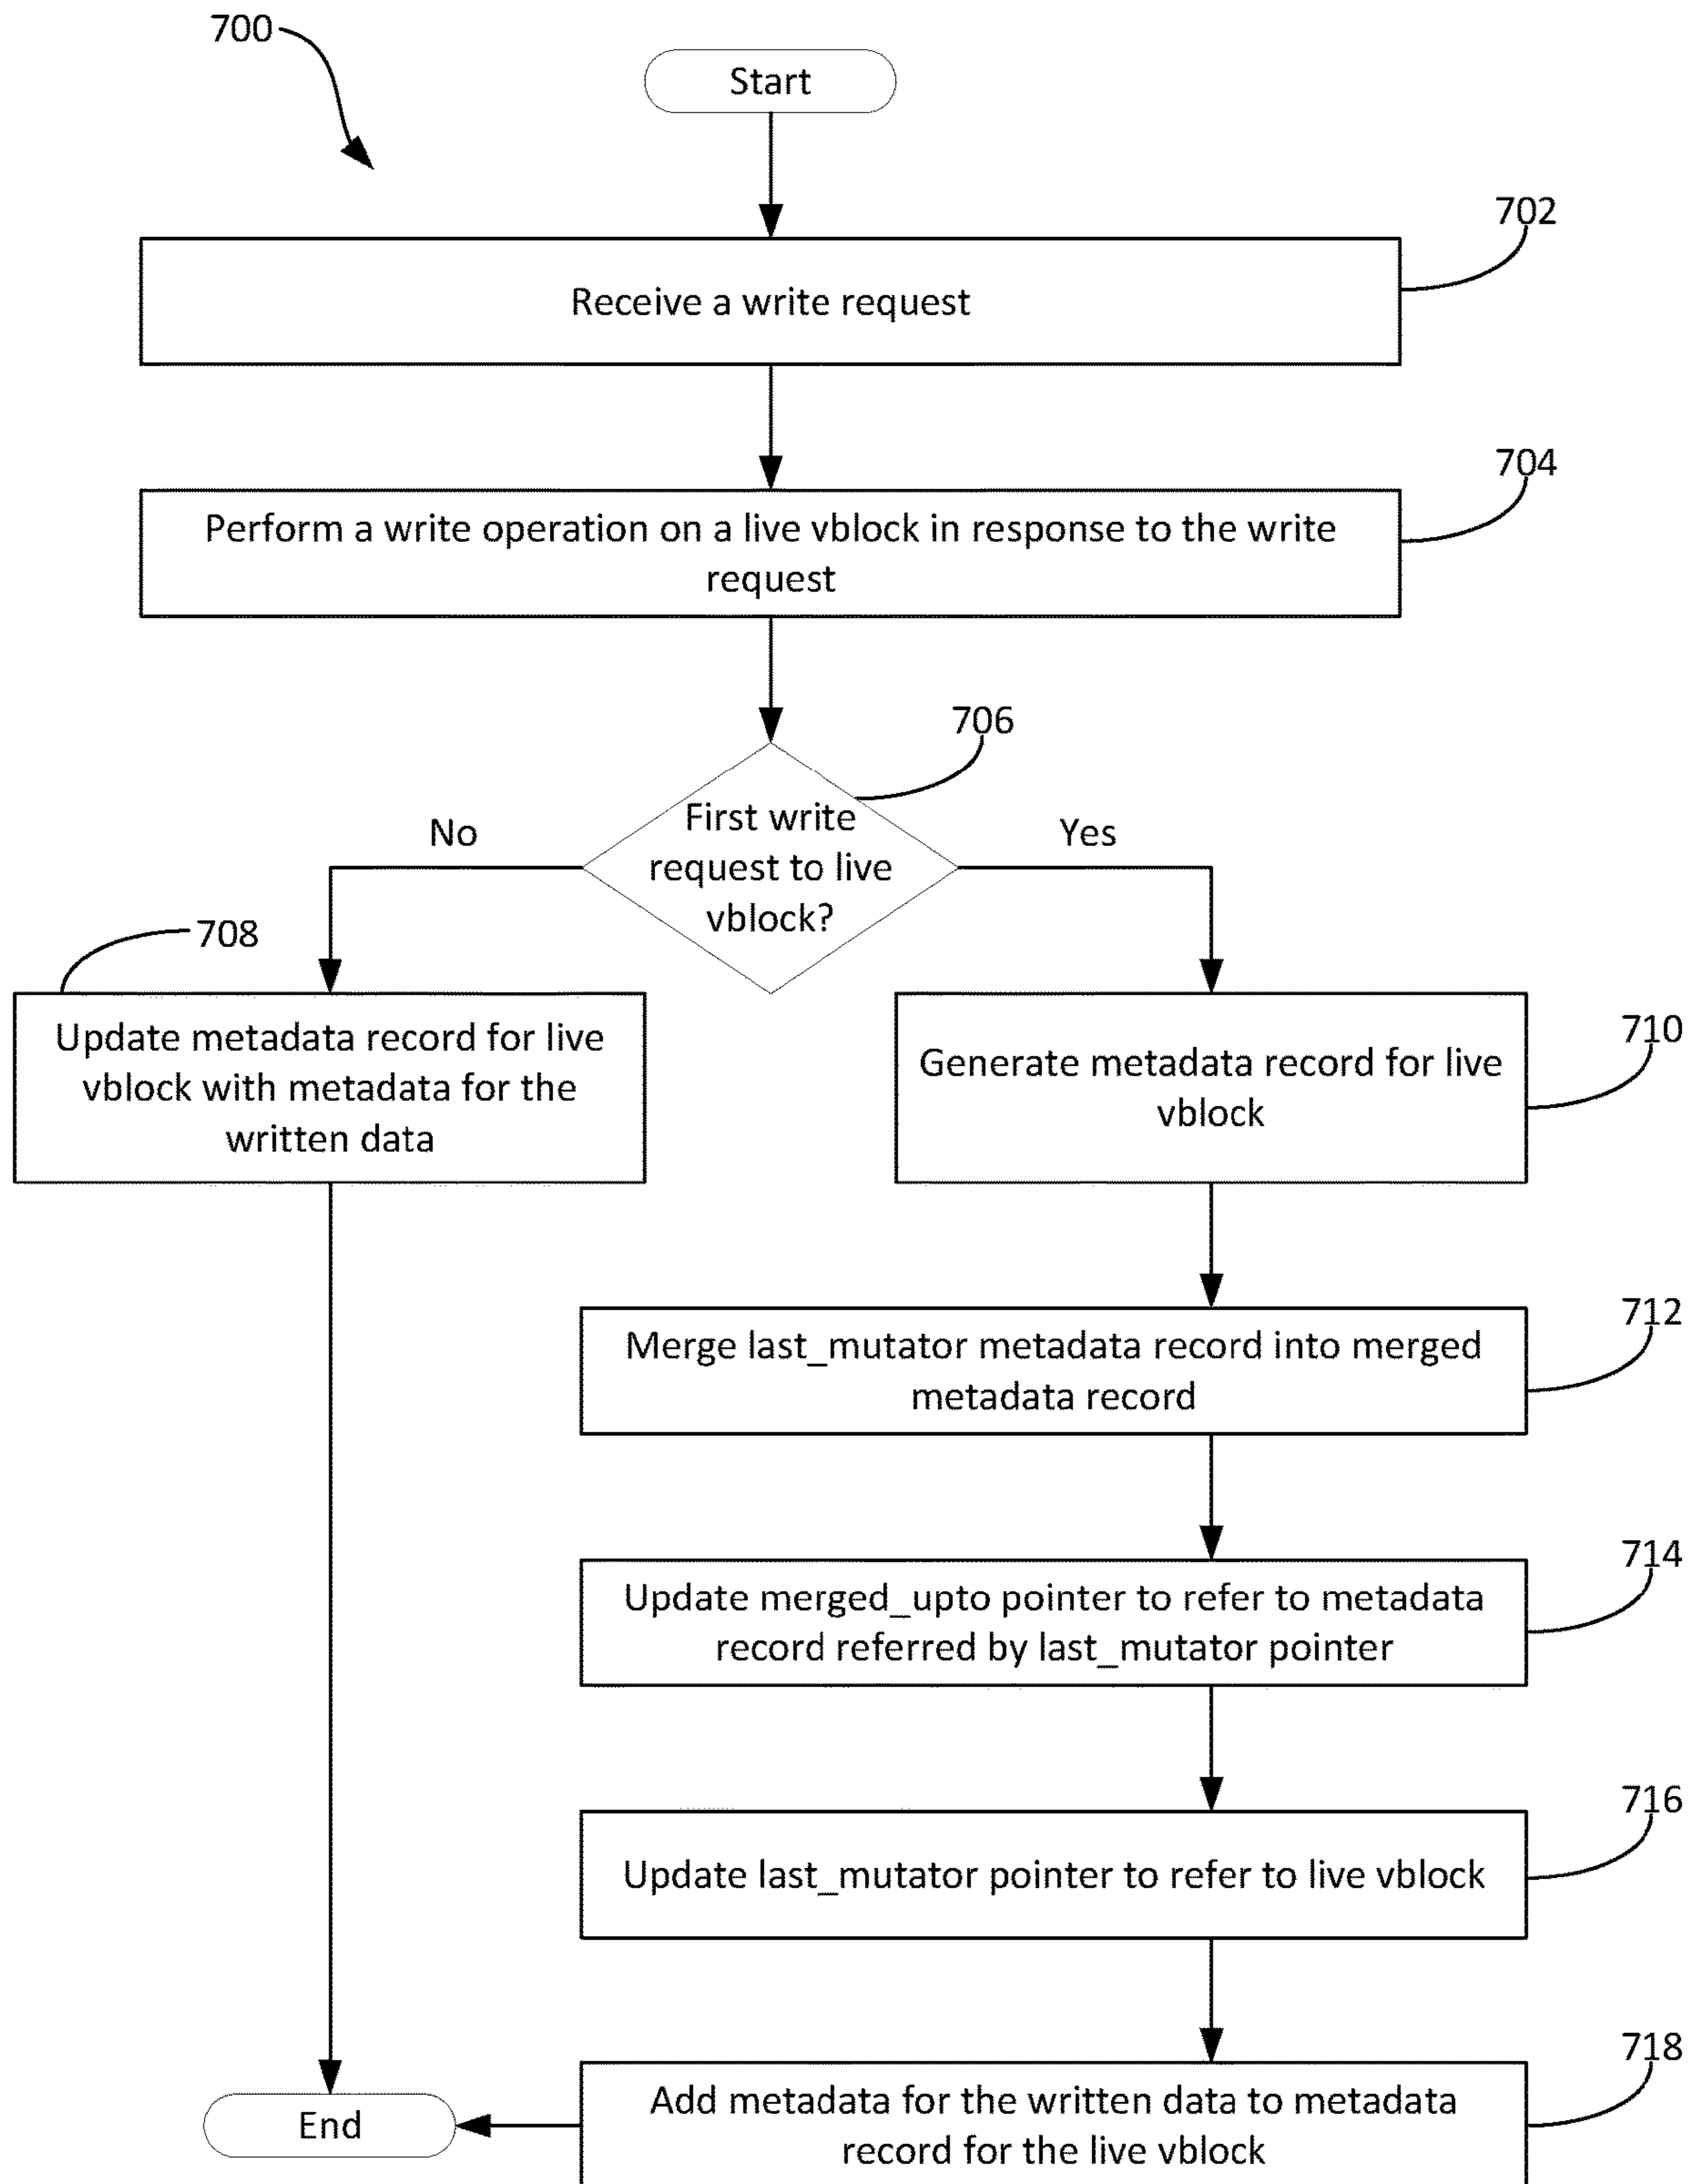 700
Start
702
Receive a write request
704
Perform a write operation on a live vblock in response to the write
request
706
First write
request to live
vblock?
No
Yes
708
Update metadata record for live
vblock with metadata for the
written data
710
Generate metadata record for live
vblock
712
Merge last_mutator metadata record into merged
metadata record
714
Update merged_upto pointer to refer to metadata
record referred by last_mutator pointer
716
Update last_mutator pointer to refer to live vblock
718
Add metadata for the written data to metadata
record for the live vblock
End